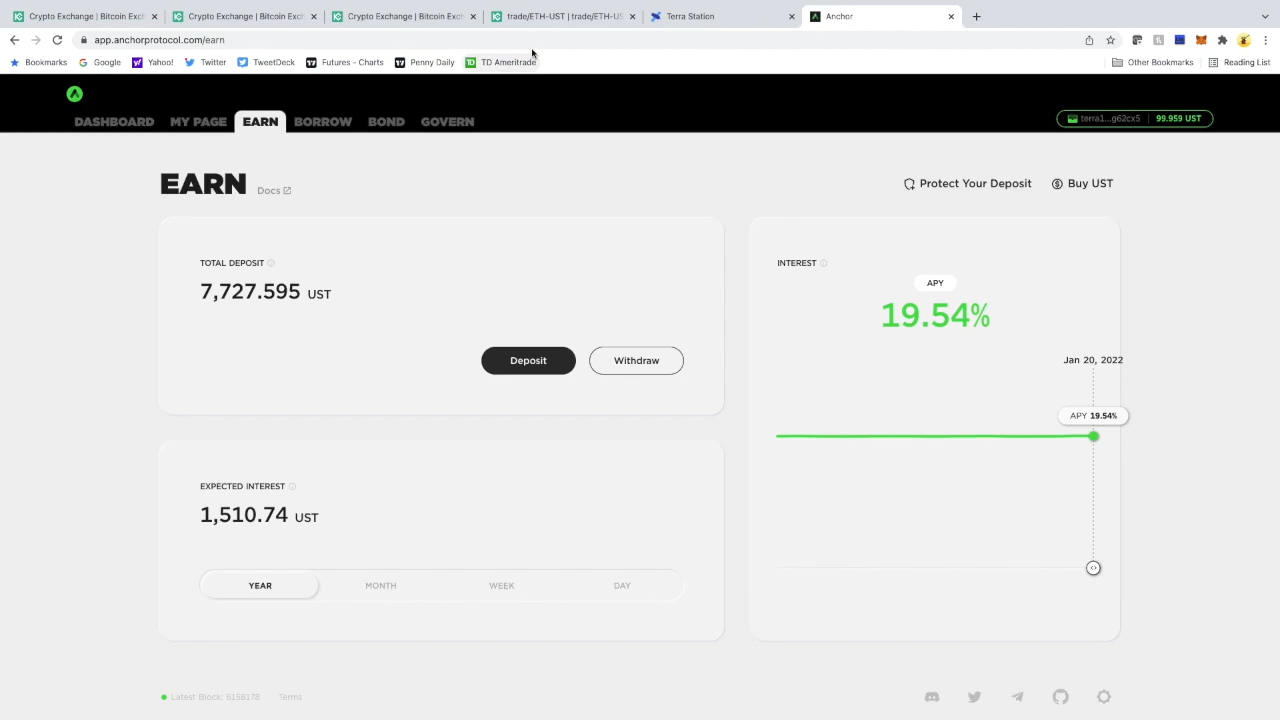 Crypto Exchange | Bitcoin Exch
Crypto Exchange | Bitcoin Exch
Crypto Exchange | Bitcoin Exch
trade/ETH-UST | trade/ETH-US
Terra Station
Anchor
app.anchorprotocol.com/earn
Bookmarks
Google
Yahoo!
Twitter
TweetDeck
Futures - Charts
Penny Daily
TD Ameritrade
Other Bookmarks
Reading List
DASHBOARD
MY PAGE
EARN
BORROW
BOND
GOVERN
terra1...g62cx5
99.959 UST
EARN
Docs
Protect Your Deposit
Buy UST
TOTAL DEPOSIT
7,727.595 UST
Deposit
Withdraw
INTEREST
APY
19.54%
Jan 20, 2022
APY 19.54%
EXPECTED INTEREST
1,510.74 UST
YEAR
MONTH
WEEK
DAY
Latest Block: 6158178
Terms